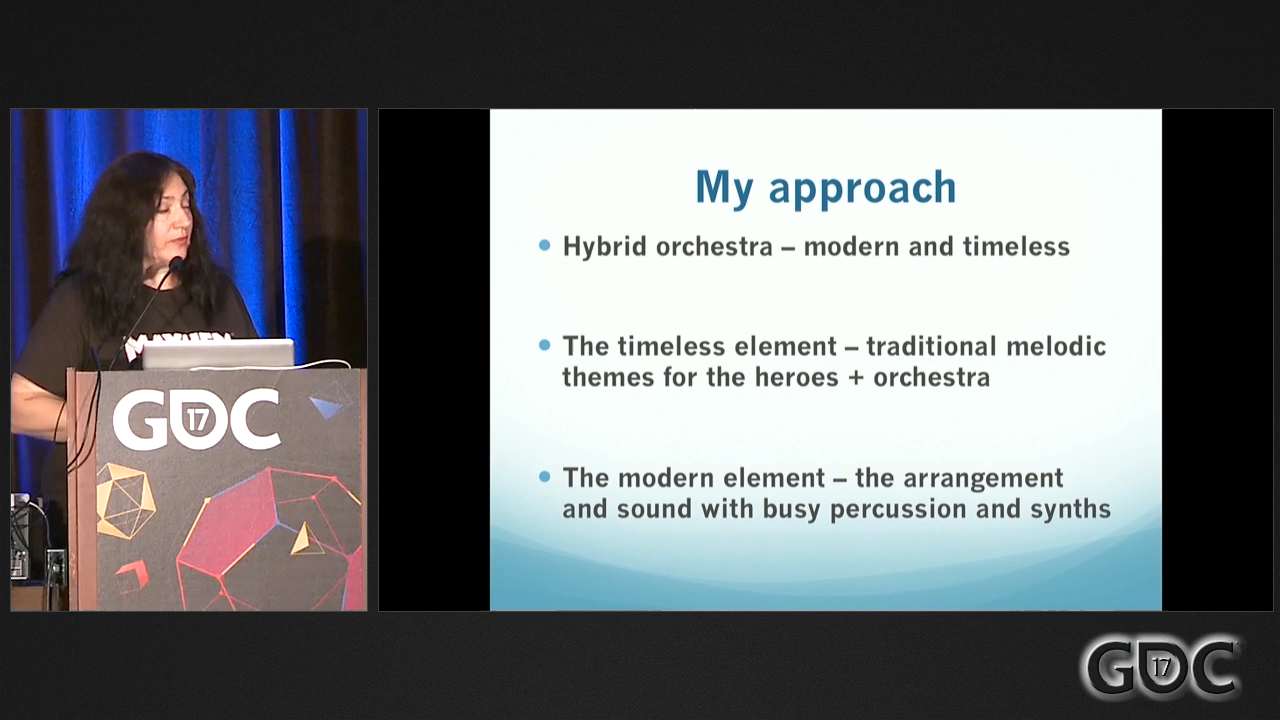 My approach
• Hybrid orchestra – modern and timeless
• The timeless element – traditional melodic
themes for the heroes + orchestra
• The modern element – the arrangement
and sound with busy percussion and synths
GDC
17
GDC
17